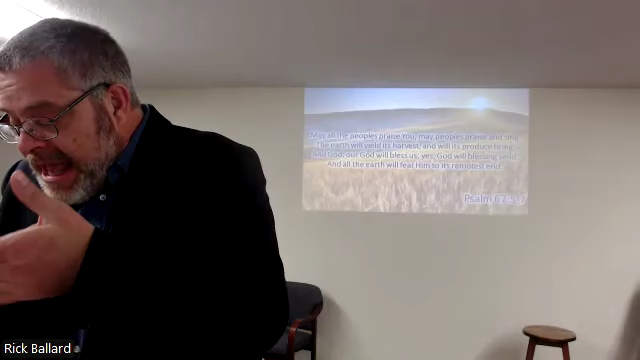 May all the peoples praise You; may peoples praise and sing.
The earth will yield its harvest, and will its produce bring.
God, our God will bless us; yes, God will blessing send,
And all the earth will fear Him to its remotest end.
Psalm 67:
Rick Ballard